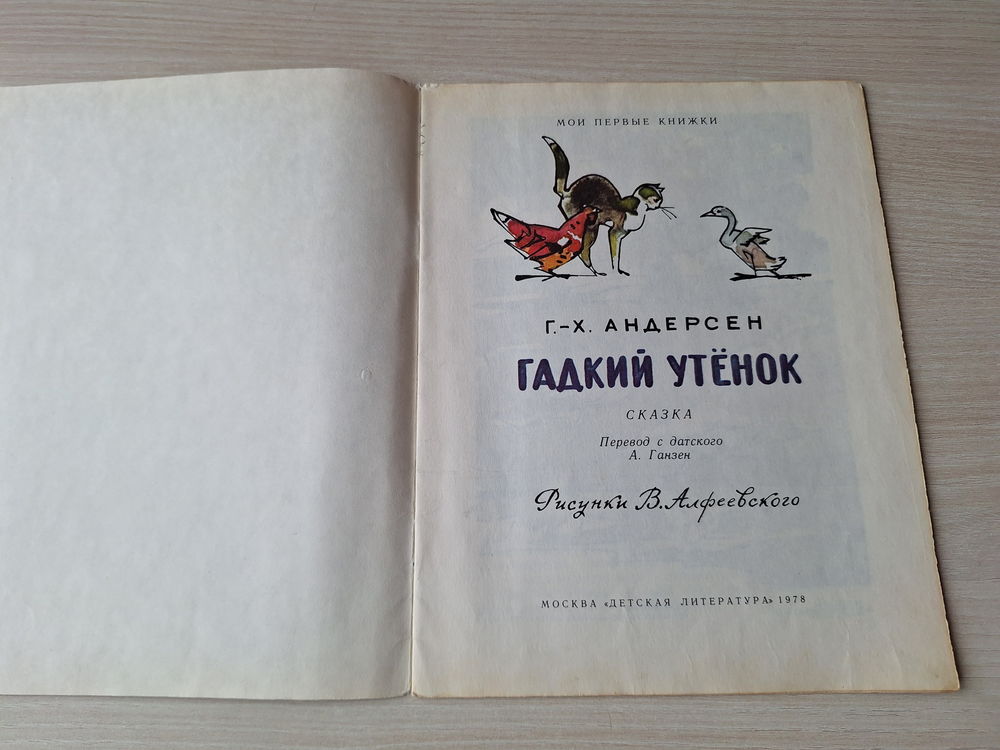 МОИ ПЕРВЫЕ КНИЖКИ
Г.-Х. АНДЕРСЕН
ГАДКИЙ УТЁНОК
СКАЗКА
Перевод с датского
А. Ганзен
Рисунки В. Алфеевского
МОСКВА «ДЕТСКАЯ ЛИТЕРАТУРА» 1978